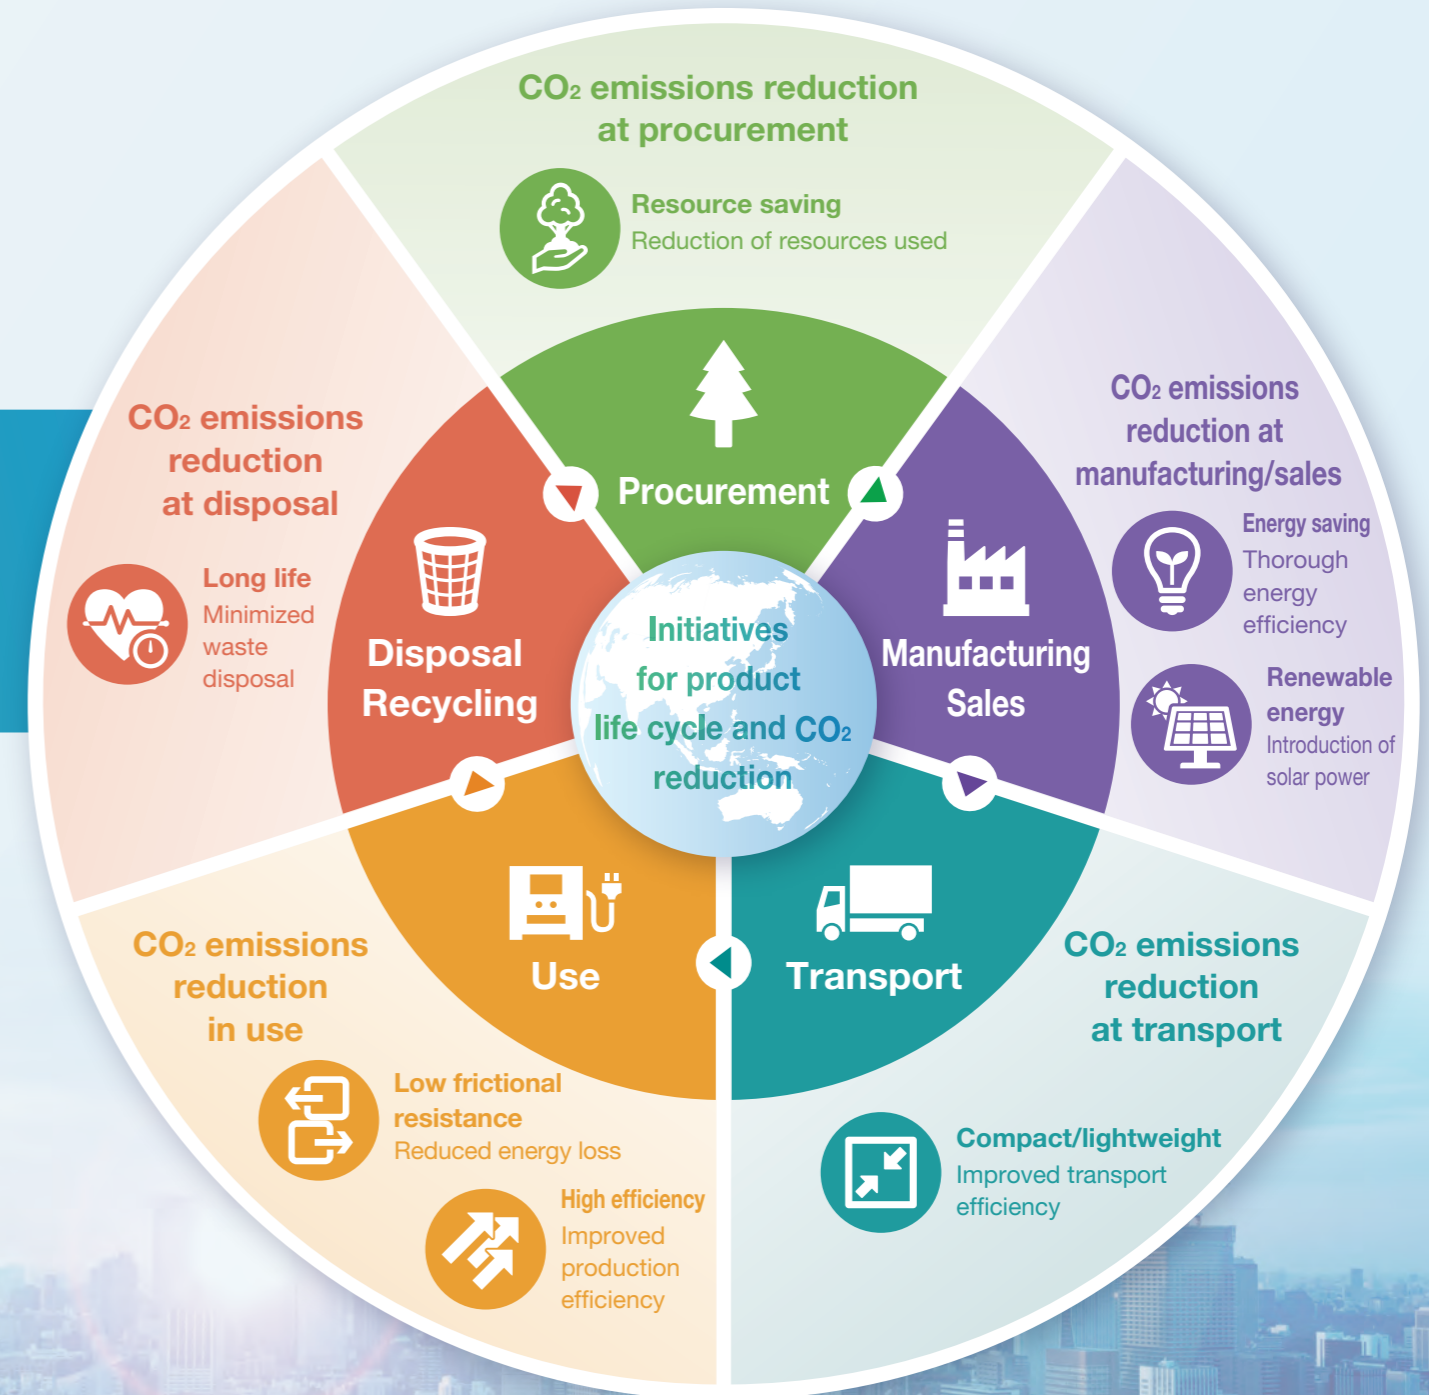 CO₂ emissions reduction
at procurement
Resource saving
Reduction of resources used
Procurement
CO₂ emissions
reduction at
manufacturing/sales
Energy saving
Thorough
energy
efficiency
Renewable
energy
Introduction of
solar power
Manufacturing
Sales
CO₂ emissions
reduction
at transport
Compact/lightweight
Improved transport
efficiency
Transport
CO₂ emissions
reduction
in use
Low frictional
resistance
Reduced energy loss
High efficiency
Improved
production
efficiency
Use
CO₂ emissions
reduction
at disposal
Long life
Minimized
waste
disposal
Disposal
Recycling
Initiatives
for product
life cycle and CO₂
reduction